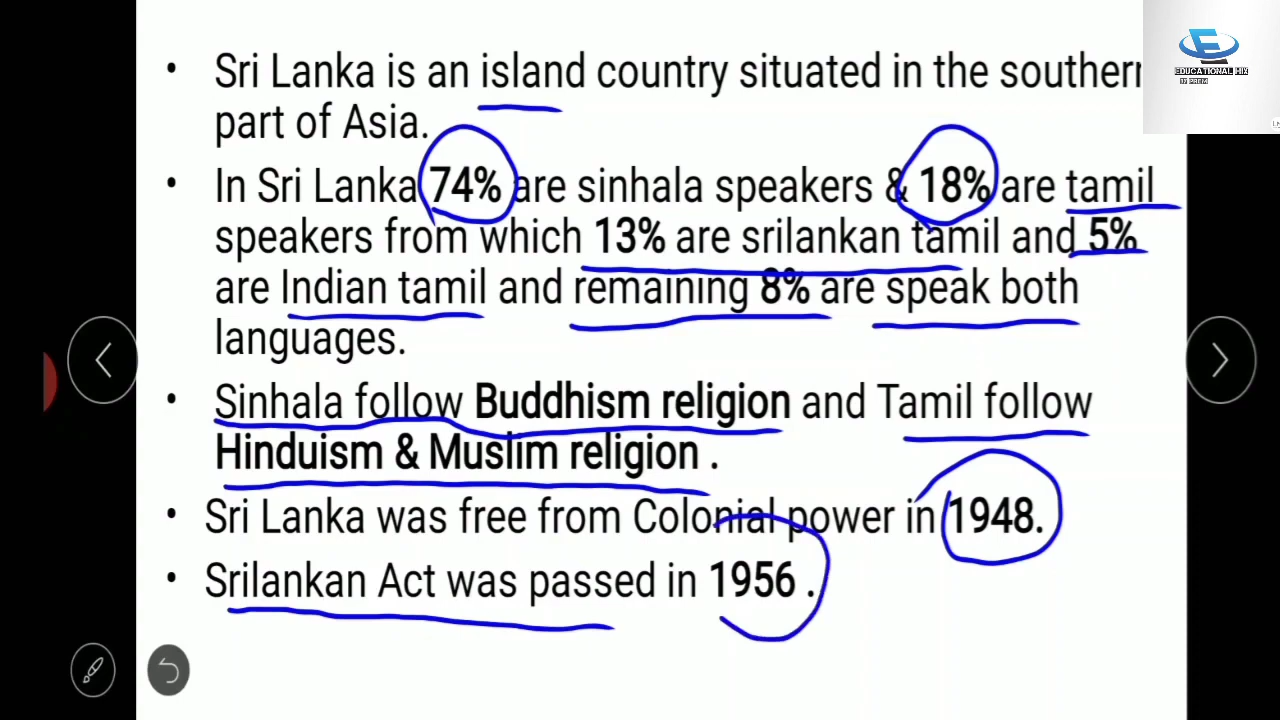 • Sri Lanka is an island country situated in the southern
part of Asia.
• In Sri Lanka 74% are sinhala speakers & 18% are tamil
speakers from which 13% are srilankan tamil and 5%
are Indian tamil and remaining 8% are speak both
languages.
• Sinhala follow Buddhism religion and Tamil follow
Hinduism & Muslim religion .
• Sri Lanka was free from Colonial power in 1948.
• Srilankan Act was passed in 1956 .
E
EDUCATIONAL HIX